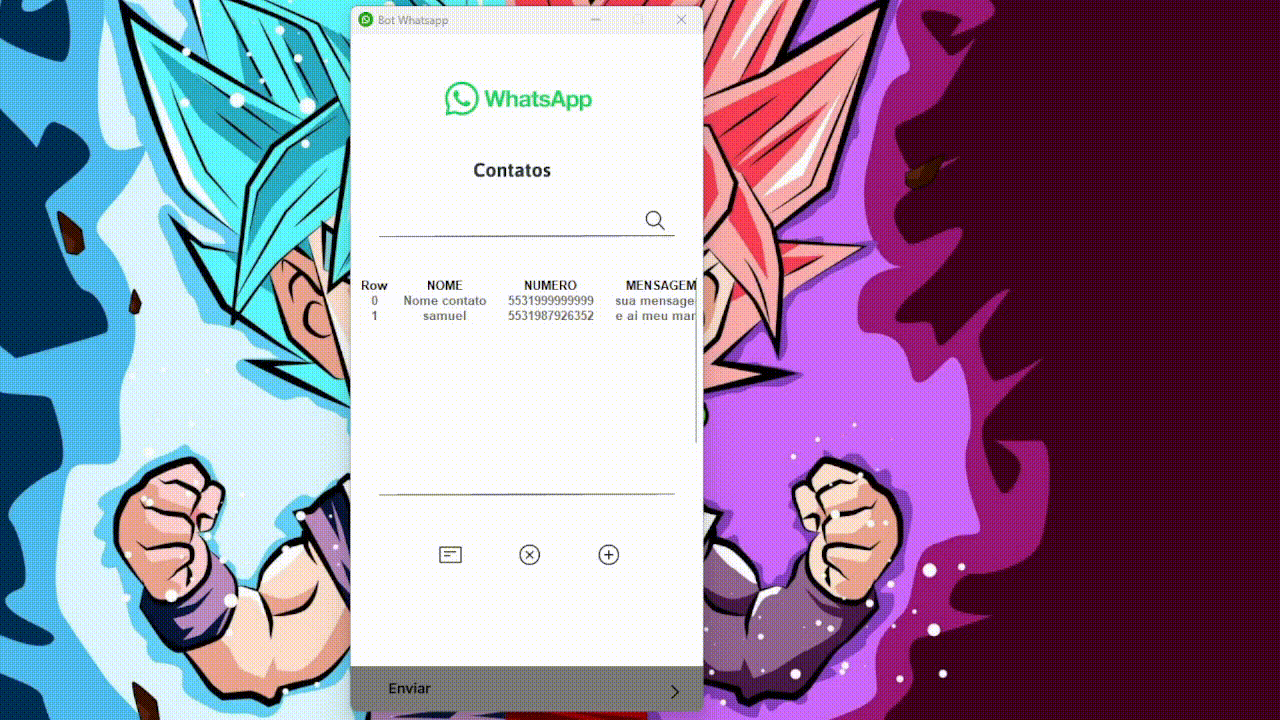 Bot Whatsapp
WhatsApp
Contatos
Row NOME NUMERO MENSAGEM
0 Nome contato 5531999999999 sua mensage
1 samuel 5531987926352 e ai meu mar
Enviar